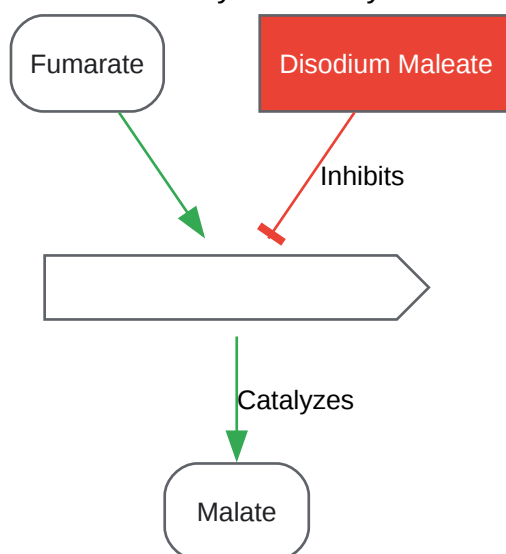 Fumarate
Disodium Maleate
Inhibits
Catalyzes
Malate